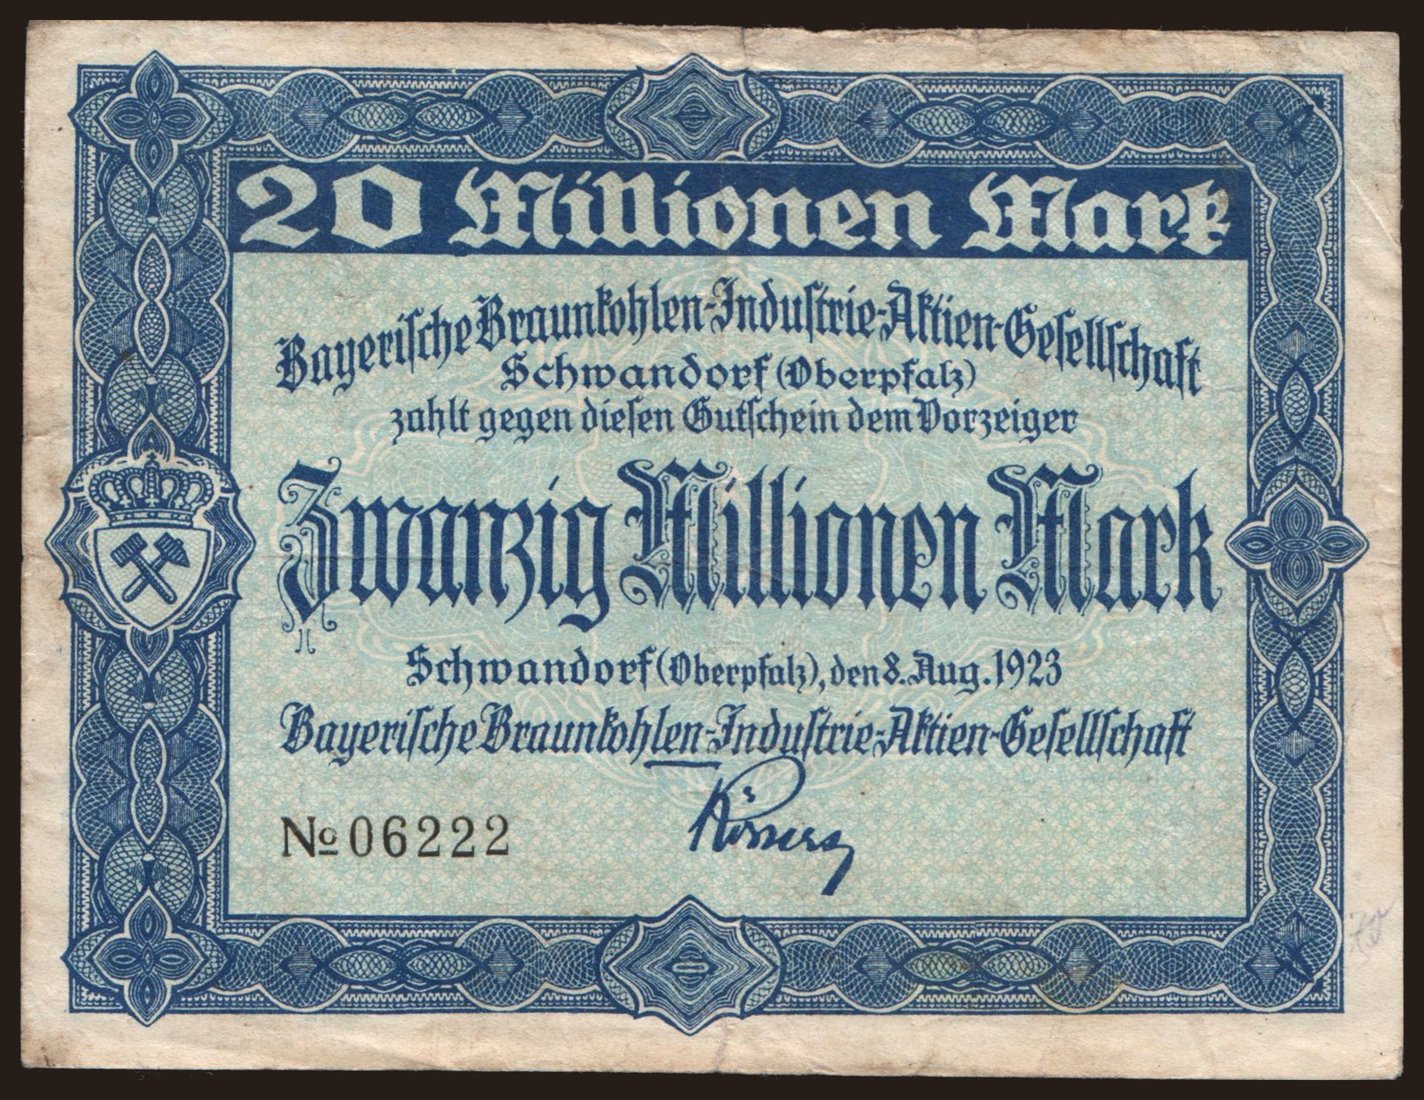 20 Millionen Mark
Bayerische Braunkohlen-Industrie-Aktien-Gesellschaft
Schwandorf (Oberpfalz)
zahlt gegen diesen Gutschein dem Vorzeiger
Zwanzig Millionen Mark
Schwandorf (Oberpfalz), den 8. Aug. 1923
Bayerische Braunkohlen-Industrie-Aktien-Gesellschaft
№ 06222